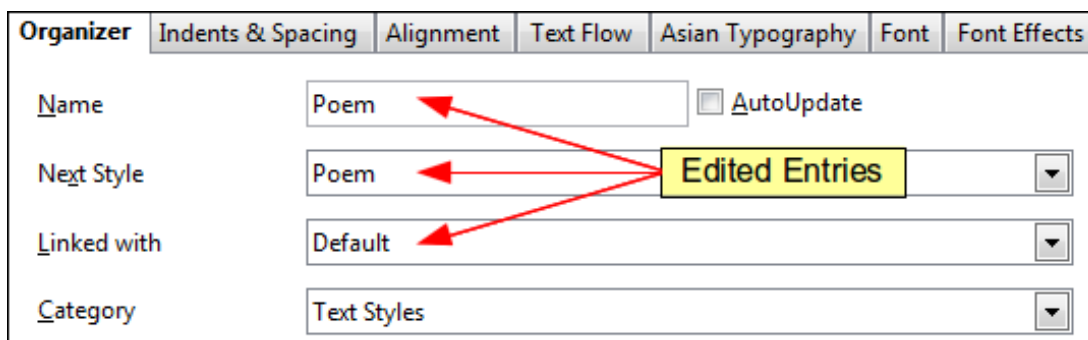 Organizer Indents & Spacing Alignment Text Flow Asian Typography Font Font Effects
Name Poem AutoUpdate
Next Style Poem Edited Entries
Linked with Default
Category Text Styles